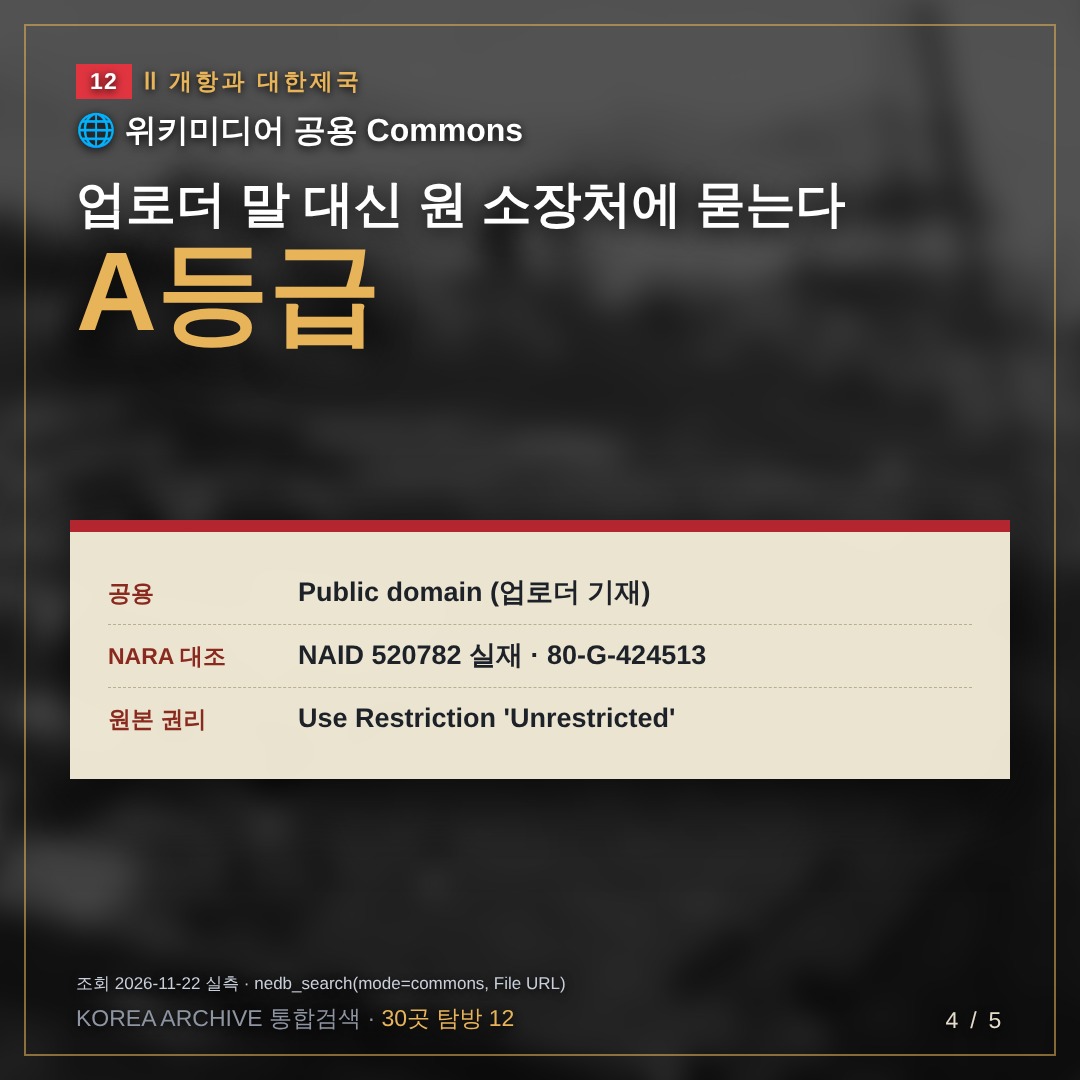 12 Ⅱ 개항과 대한제국
🌐 위키미디어 공용 Commons
업로더 말 대신 원 소장처에 묻는다
A등급
공용 Public domain (업로더 기재)
NARA 대조 NAID 520782 실재 · 80-G-424513
원본 권리 Use Restriction 'Unrestricted'
조회 2026-11-22 실측 · nedb_search(mode=commons, File URL)
KOREA ARCHIVE 통합검색 · 30곳 탐방 12
4 / 5